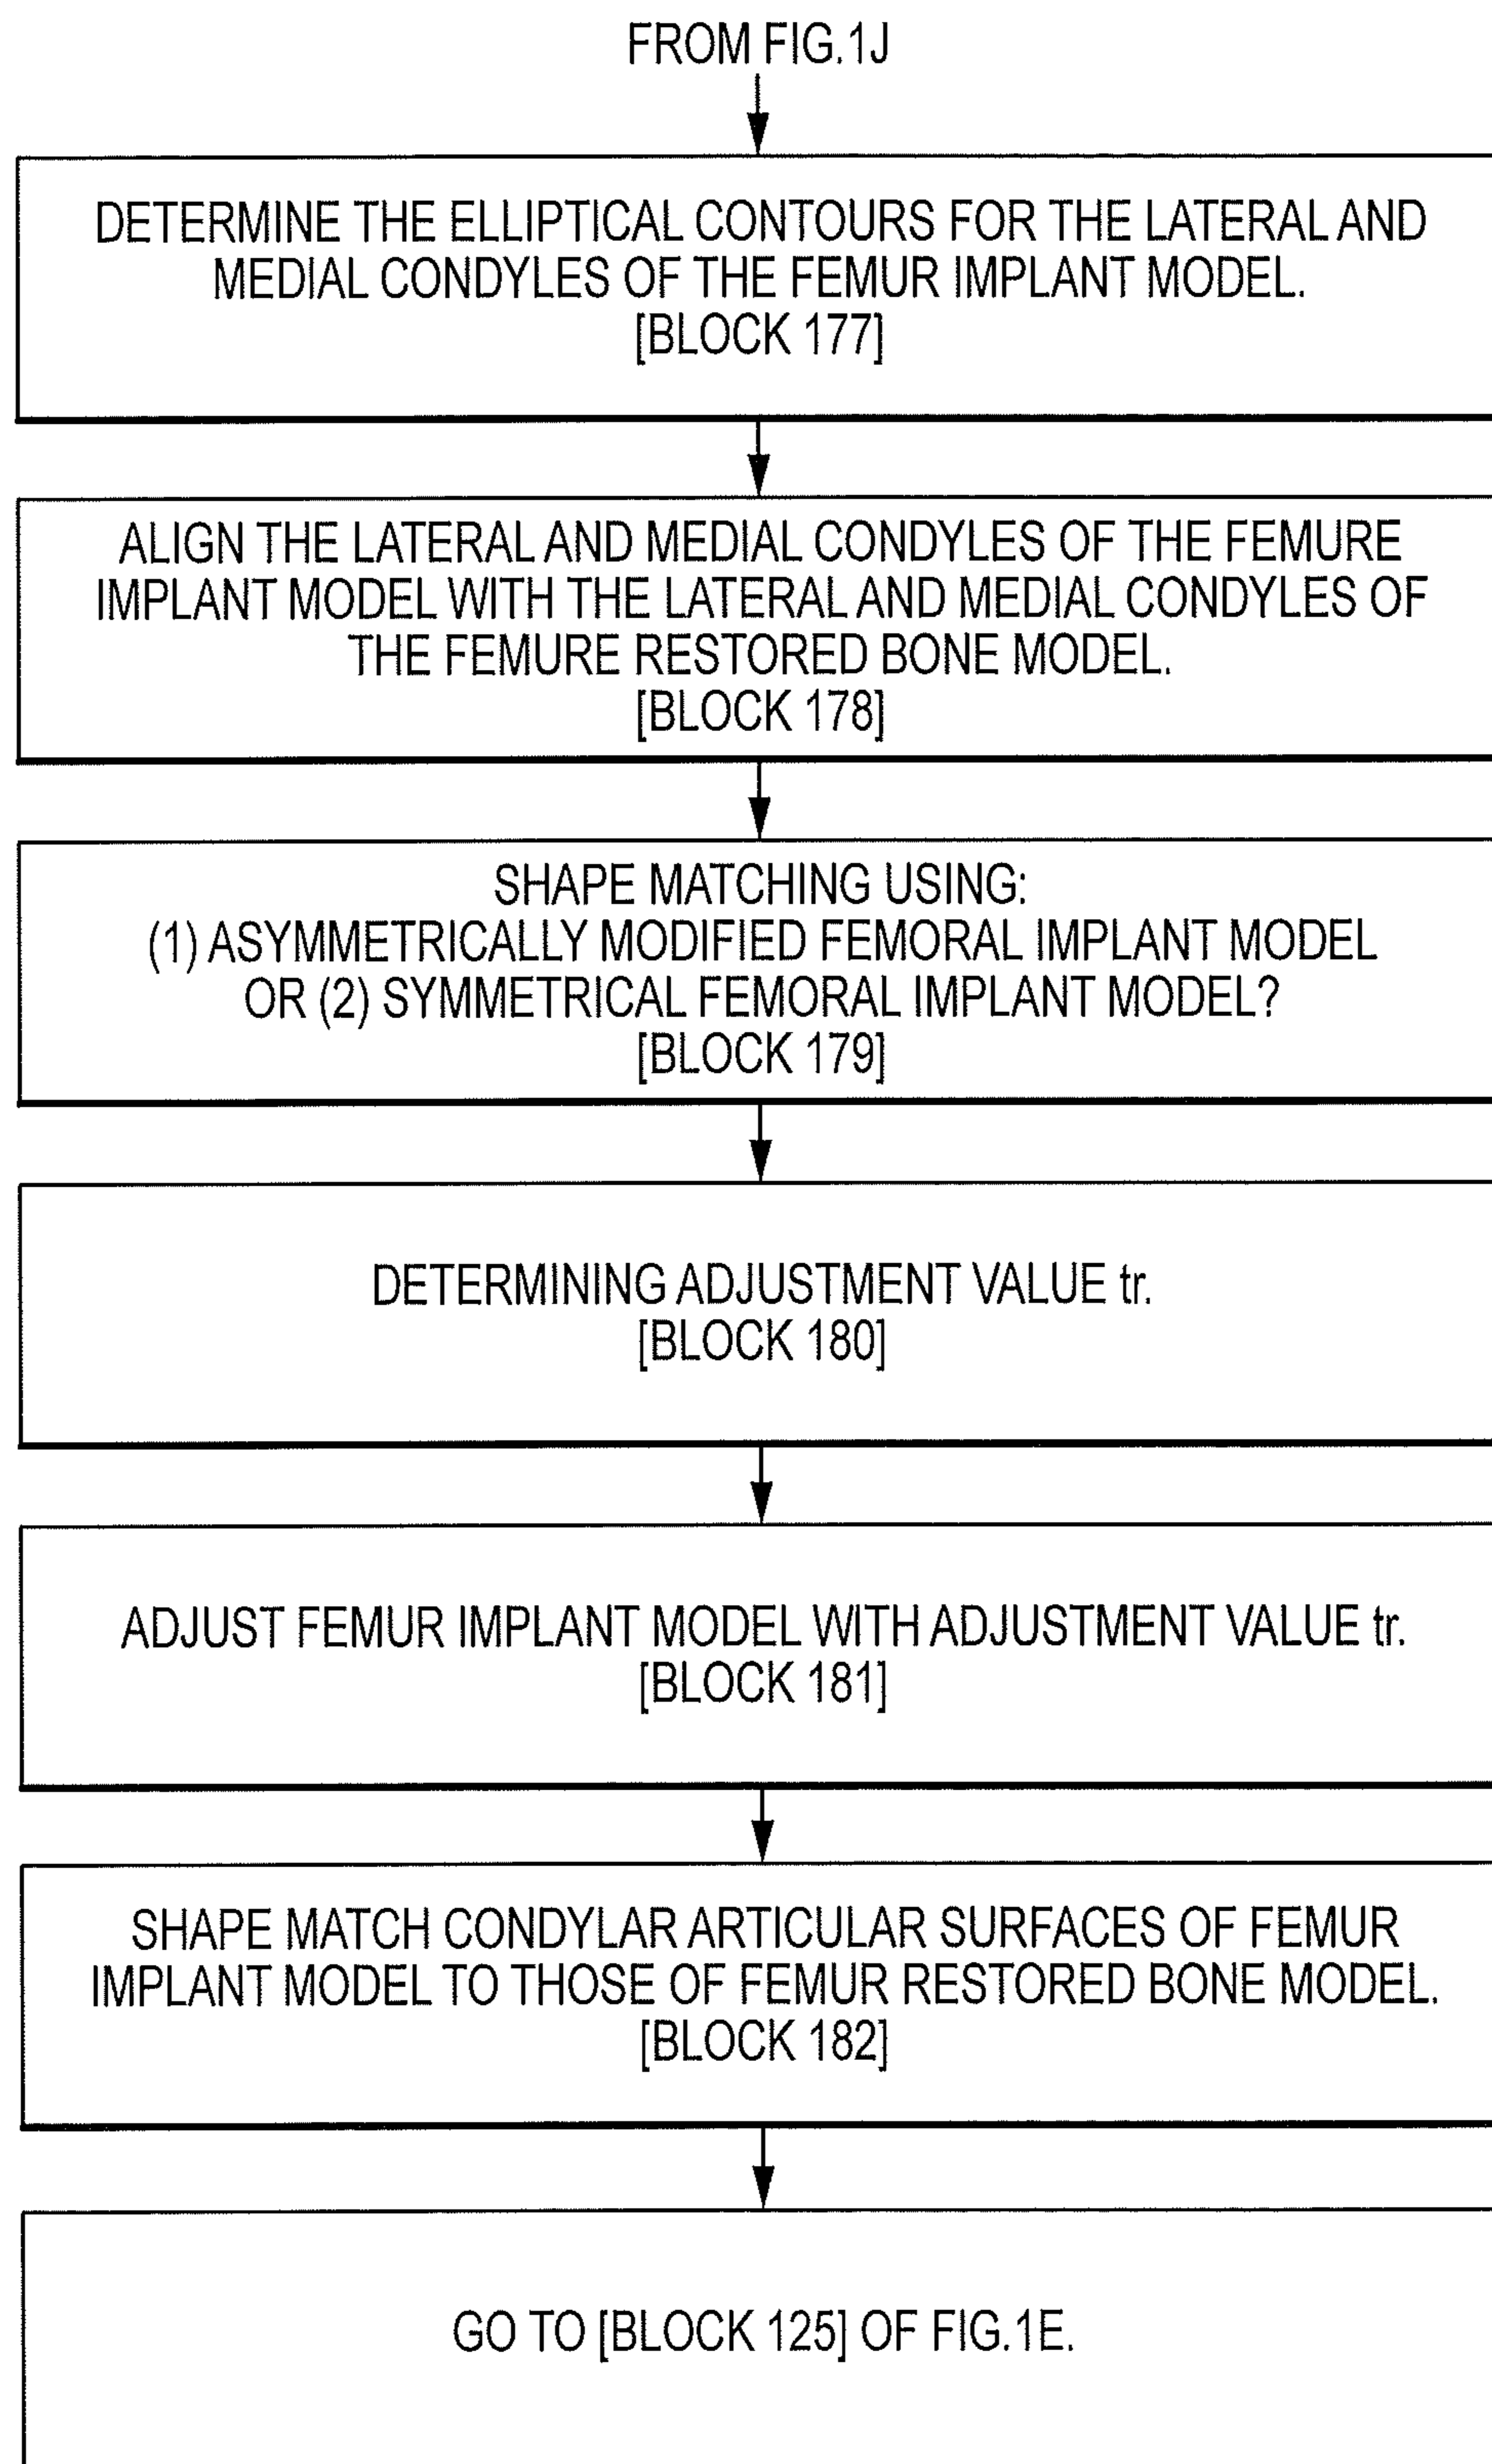 FROM FIG.1J
DETERMINE THE ELLIPTICAL CONTOURS FOR THE LATERAL AND
MEDIAL CONDYLES OF THE FEMUR IMPLANT MODEL.
[BLOCK 177]
ALIGN THE LATERAL AND MEDIAL CONDYLES OF THE FEMURE
IMPLANT MODEL WITH THE LATERAL AND MEDIAL CONDYLES OF
THE FEMURE RESTORED BONE MODEL.
[BLOCK 178]
SHAPE MATCHING USING:
(1) ASYMMETRICALLY MODIFIED FEMORAL IMPLANT MODEL
OR (2) SYMMETRICAL FEMORAL IMPLANT MODEL?
[BLOCK 179]
DETERMINING ADJUSTMENT VALUE tr.
[BLOCK 180]
ADJUST FEMUR IMPLANT MODEL WITH ADJUSTMENT VALUE tr.
[BLOCK 181]
SHAPE MATCH CONDYLAR ARTICULAR SURFACES OF FEMUR
IMPLANT MODEL TO THOSE OF FEMUR RESTORED BONE MODEL.
[BLOCK 182]
GO TO [BLOCK 125] OF FIG.1E.